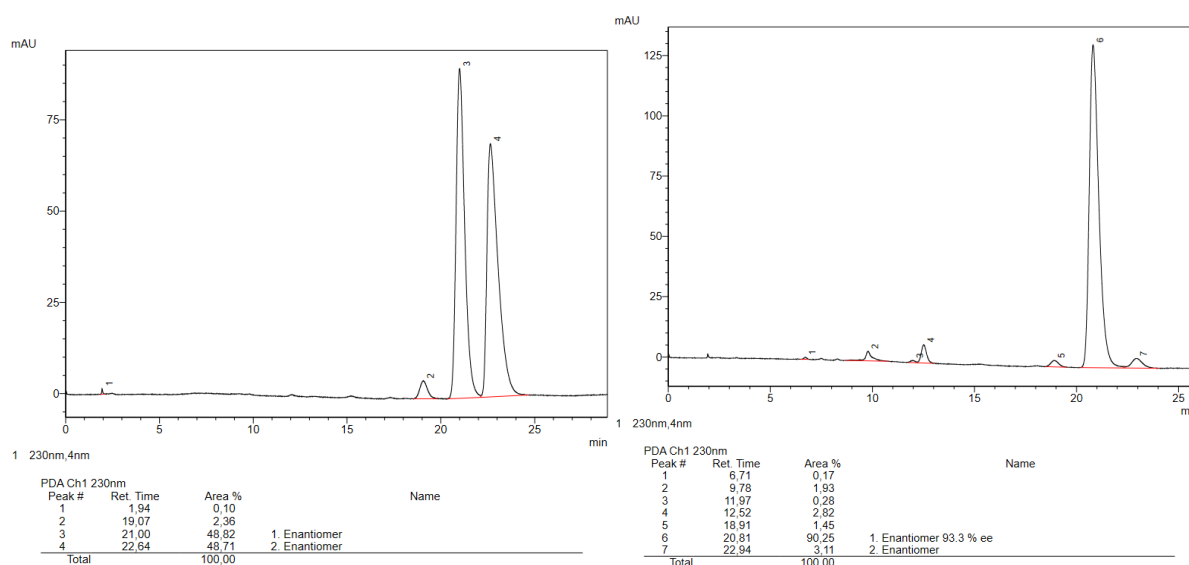 mAU
75
50
25
0
1
2
3
4
0 5 10 15 20 25
min
1 230nm,4nm
PDA Ch1 230nm
Peak # Ret. Time Area % Name
1 1,94 0,10
2 19,07 2,36
3 21,00 48,82 1. Enantiomer
4 22,64 48,71 2. Enantiomer
Total 100,00
mAU
125
100
75
50
25
0
1
2
3
4
5
6
7
0 5 10 15 20 25
m
1 230nm,4nm
PDA Ch1 230nm
Peak # Ret. Time Area % Name
1 6,71 0,17
2 9,78 1,93
3 11,97 0,28
4 12,52 2,82
5 18,91 1,45
6 20,81 90,25 1. Enantiomer 93.3 % ee
7 22,94 3,11 2. Enantiomer
Total 100,00